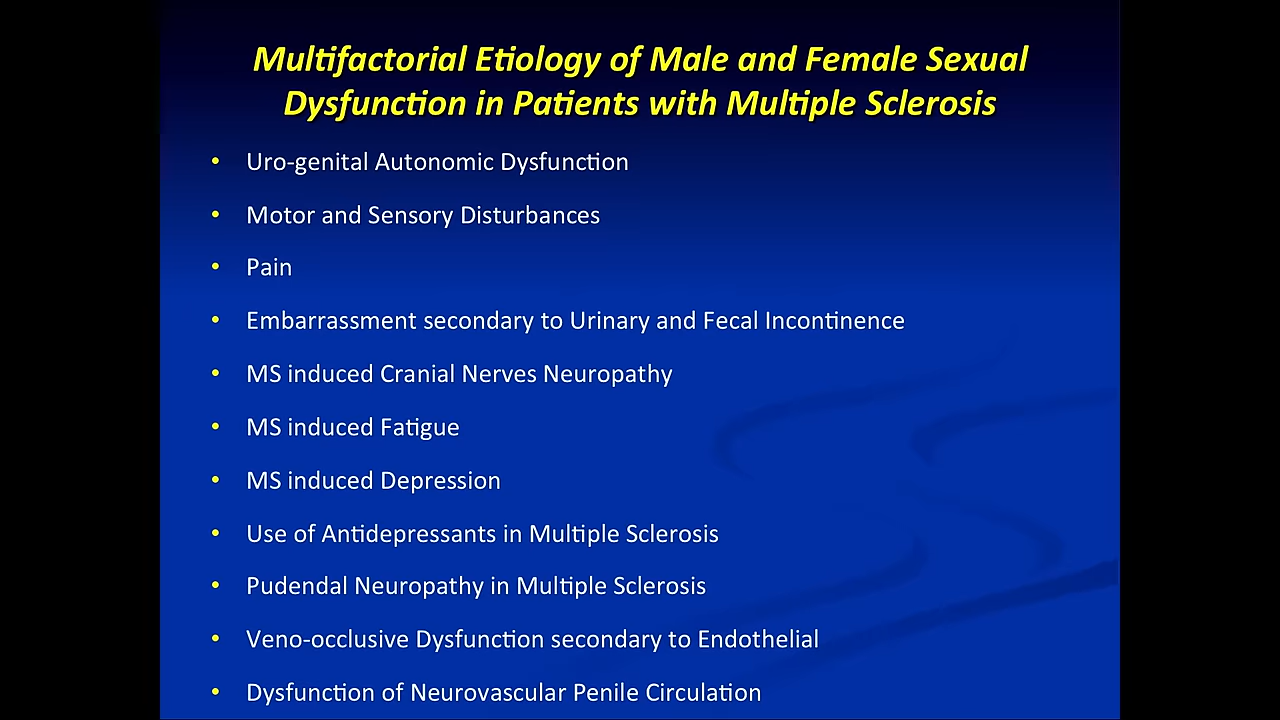 Multifactorial Etiology of Male and Female Sexual
Dysfunction in Patients with Multiple Sclerosis
• Uro-genital Autonomic Dysfunction
• Motor and Sensory Disturbances
• Pain
• Embarrassment secondary to Urinary and Fecal Incontinence
• MS induced Cranial Nerves Neuropathy
• MS induced Fatigue
• MS induced Depression
• Use of Antidepressants in Multiple Sclerosis
• Pudendal Neuropathy in Multiple Sclerosis
• Veno-occlusive Dysfunction secondary to Endothelial
• Dysfunction of Neurovascular Penile Circulation